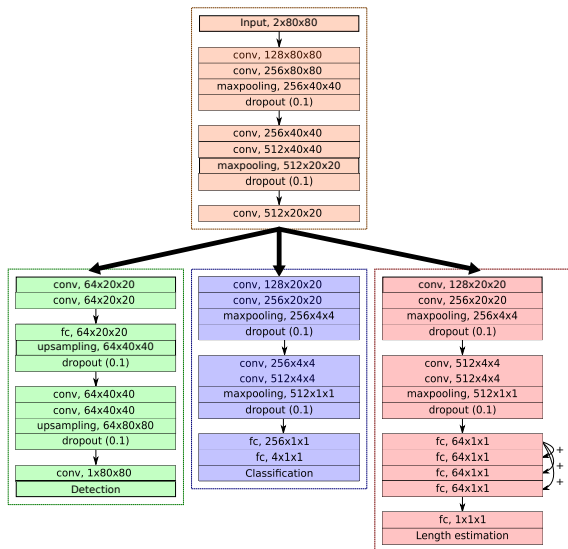 Input, 2x80x80
conv, 128x80x80
conv, 256x80x80
maxpooling, 256x40x40
dropout (0.1)
conv, 256x40x40
conv, 512x40x40
maxpooling, 512x20x20
dropout (0.1)
conv, 512x20x20
conv, 64x20x20
conv, 64x20x20
fc, 64x20x20
upsampling, 64x40x40
dropout (0.1)
conv, 64x40x40
conv, 64x40x40
upsampling, 64x80x80
dropout (0.1)
conv, 1x80x80
Detection
conv, 128x20x20
conv, 256x20x20
maxpooling, 256x4x4
dropout (0.1)
conv, 256x4x4
conv, 512x4x4
maxpooling, 512x1x1
dropout (0.1)
fc, 256x1x1
fc, 4x1x1
Classification
conv, 128x20x20
conv, 256x20x20
maxpooling, 256x4x4
dropout (0.1)
conv, 512x4x4
conv, 512x4x4
maxpooling, 512x1x1
dropout (0.1)
fc, 64x1x1
+
fc, 64x1x1
+
fc, 64x1x1
+
fc, 64x1x1
fc, 1x1x1
Length estimation